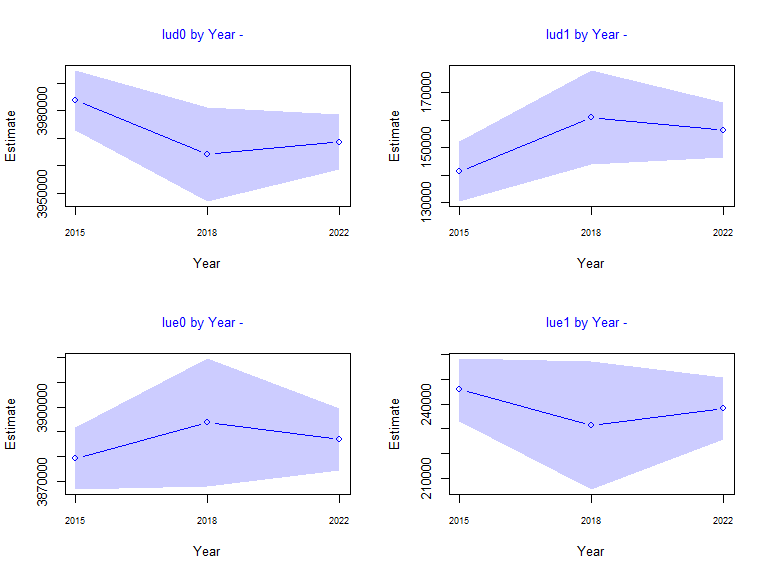 lud0 by Year -
Estimate
3980000
3950000
2015
2018
2022
Year
lud1 by Year -
Estimate
170000
150000
130000
2015
2018
2022
Year
lue0 by Year -
Estimate
3900000
3870000
2015
2018
2022
Year
lue1 by Year -
Estimate
240000
210000
2015
2018
2022
Year